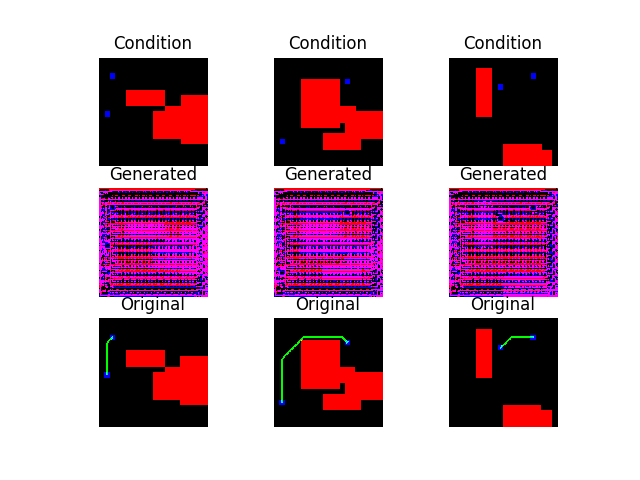 Condition Condition Condition
Generated Generated Generated
Original Original Original